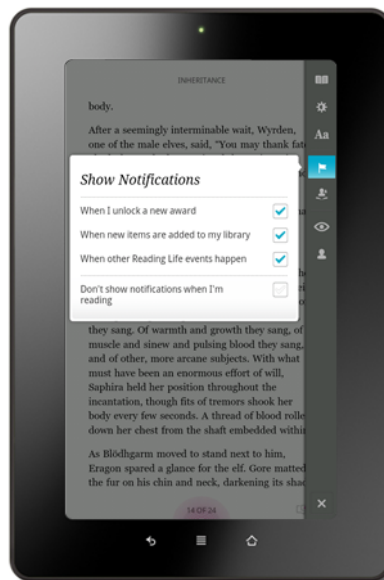 INHERITANCE
body.
After a seemingly interminable wait, Wyrden,
one of the male elves, said, "You may thank fate
Aa
Show Notifications
When I unlock a new award
When new items are added to my library
When other Reading Life events happen
Don't show notifications when I'm
reading
they sang. Of warmth and growth they sang, of
muscle and sinew and pulsing blood they sang,
and of other, more arcane subjects. With what
must have been an enormous effort of will,
Saphira held her position throughout the
incantation, though fits of tremors shook her
body every few seconds. A thread of blood rolle
down her chest from the shaft embedded within
As Blödhgarm moved to stand next to him,
Eragon spared a glance for the elf. Gore matted
the fur on his chin and neck, darkening its shad
14 OF 24